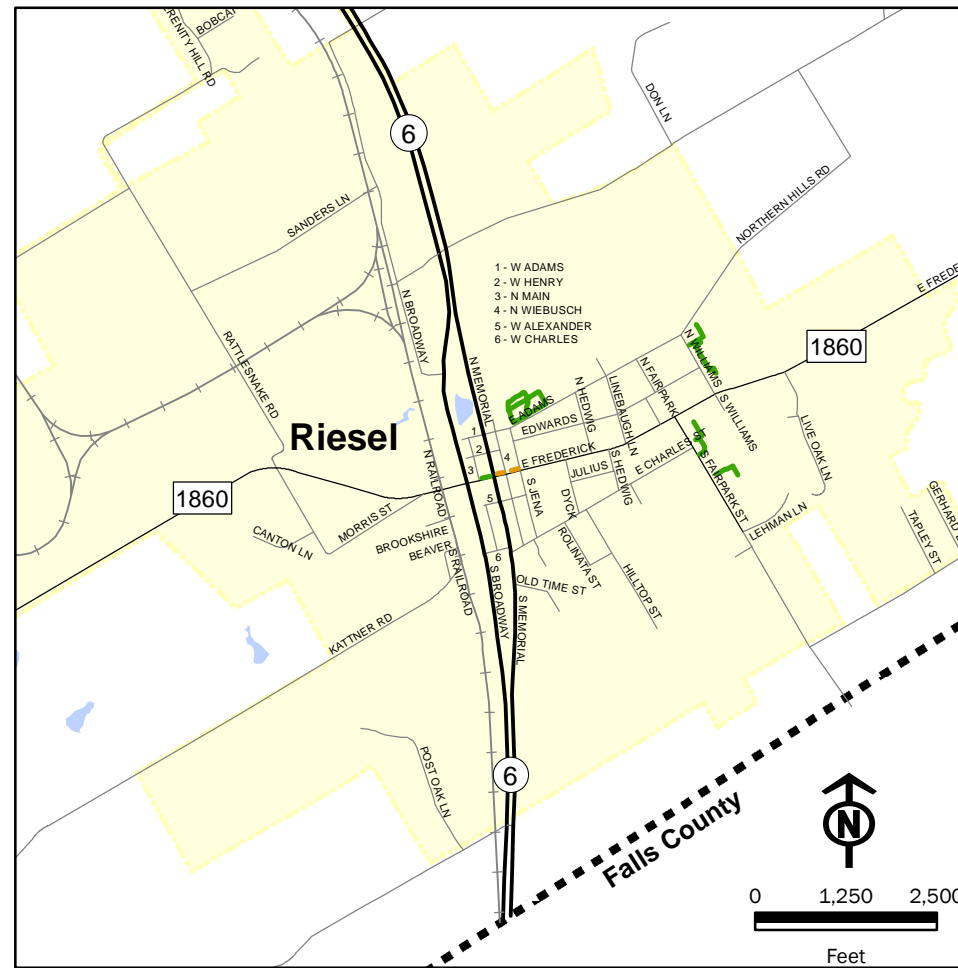 BOBCA
ERENITY HILL RD
6
DON LN
SANDERS LN
NORTHERN HILLS RD
1 - W ADAMS
2 - W HENRY
3 - N MAIN
4 - N WIEBUSCH
5 - W ALEXANDER
6 - W CHARLES
E FREDE
N BROADWAY
RATTLESNAKE RD
N MEMORIAL
1860
N WILLIAMS
S WILLIAMS
N FAIRPARK
LINEBAUGH LN
N HEDWIG
E ADAMS
EDWARDS
Riesel
1
2
3
4
E FREDERICK
JULIUS
S HEDWIG
E CHARLES
LIVE OAK LN
S FAIRPARK ST
N RAILROAD
1860
5
S JENA
DYCK
MORRIS ST
CANTON LN
BROOKSHIRE
BEAVER
6
ROLINATA ST
LEHMAN LN
TAPLEY ST
GERHARD
S RAILROAD
OLD TIME ST
HILLTOP ST
S BROADWAY
S MEMORIAL
KATTNER RD
POST OAK LN
6
Falls County
N
0 1,250 2,500
Feet